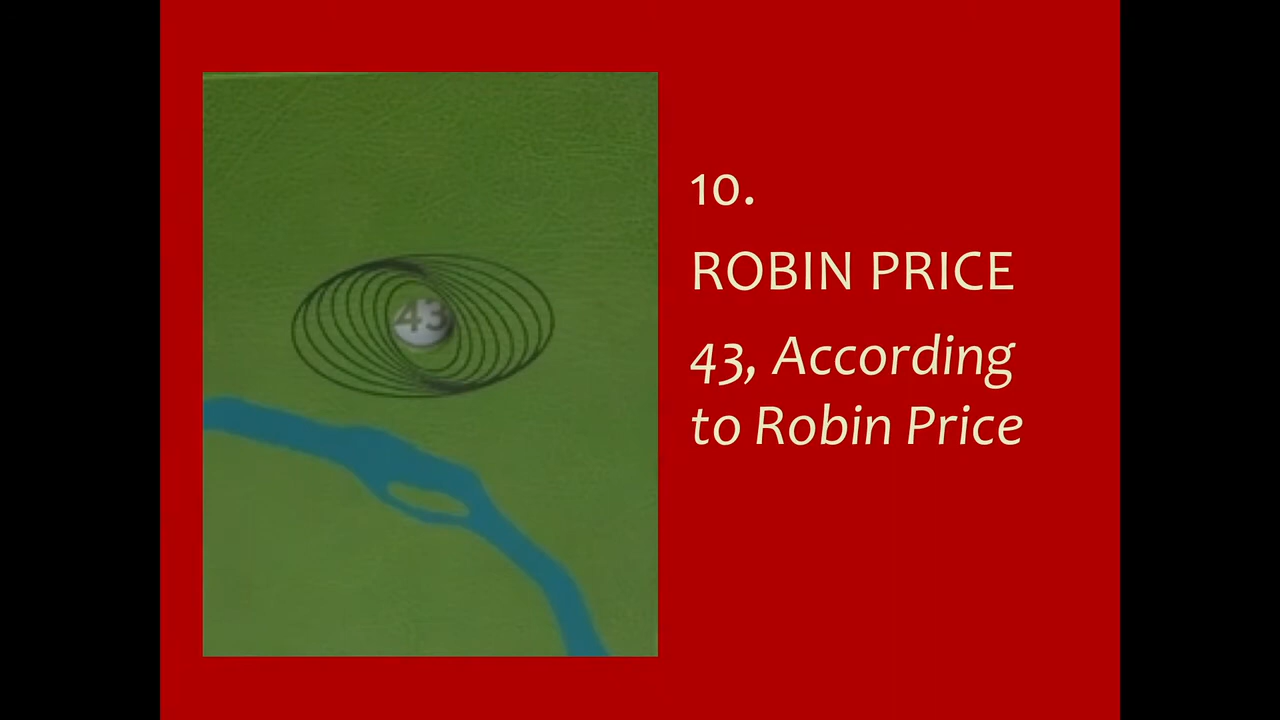 43
10.
ROBIN PRICE
43, According
to Robin Price